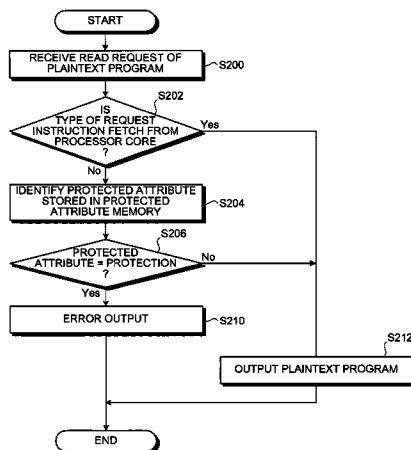 START
RECEIVE READ REQUEST OF
PLAINTEXT PROGRAM
S200
S202
IS
TYPE OF REQUEST
INSTRUCTION FETCH FROM
PROCESSOR CORE
?
Yes
No
IDENTIFY PROTECTED ATTRIBUTE
STORED IN PROTECTED
ATTRIBUTE MEMORY
S204
S206
PROTECTED
ATTRIBUTE = PROTECTION
?
No
Yes
ERROR OUTPUT
S210
S212
OUTPUT PLAINTEXT PROGRAM
END